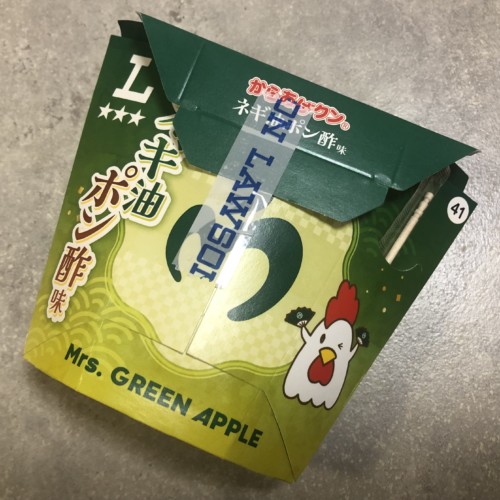 からあげクン®
ネギ油ポン酢味
L
ネギ油
ポン酢味
ON LAWSON
41
Mrs. GREEN APPLE